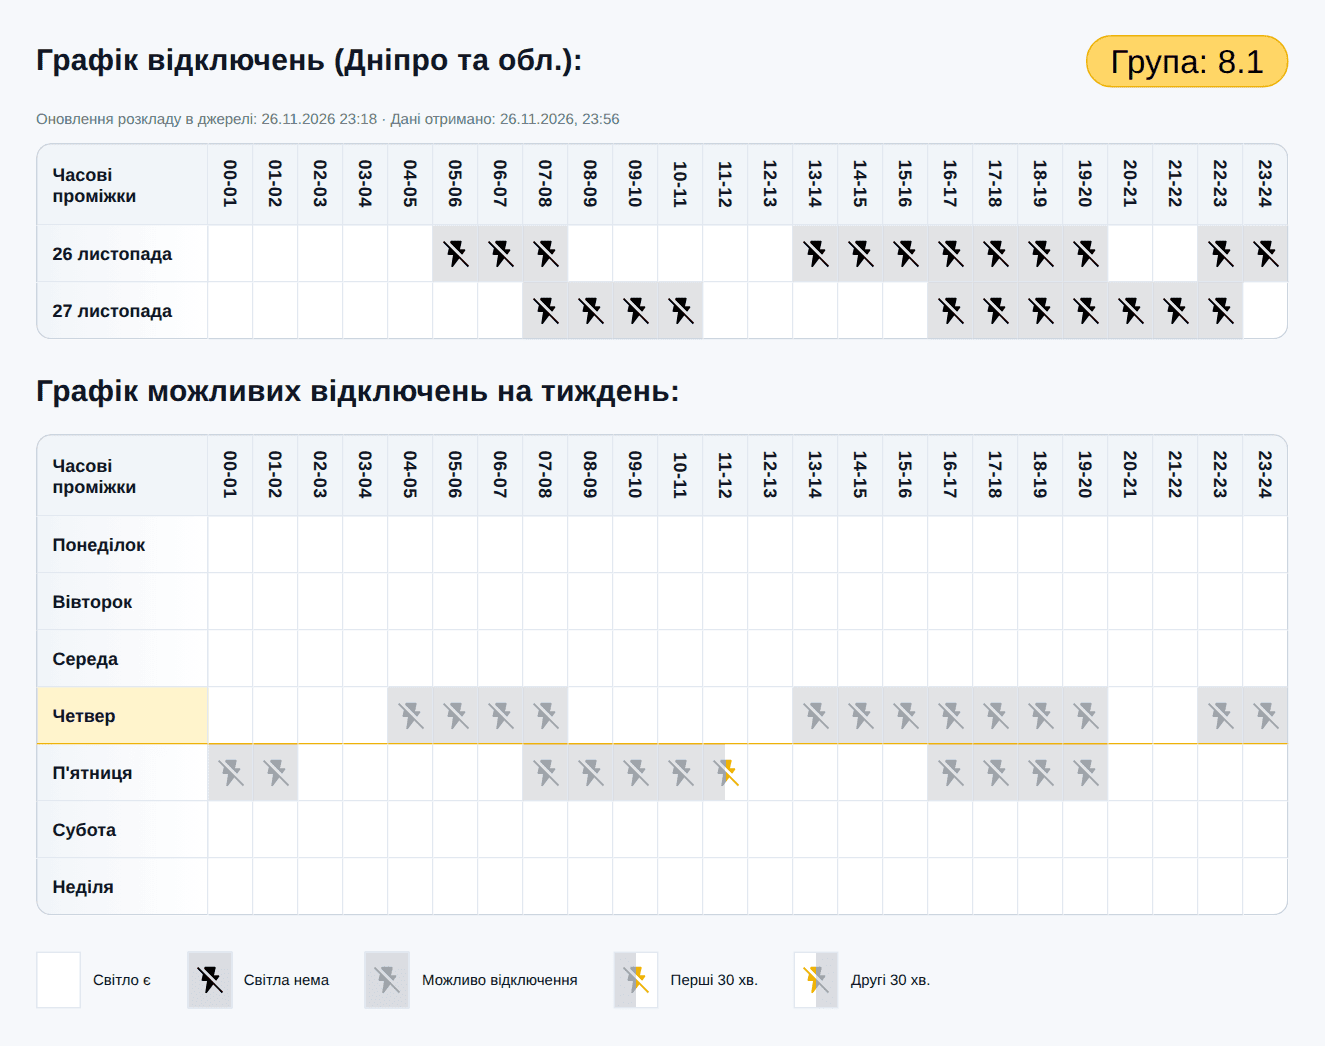 Графік відключень (Дніпро та обл.):
Група: 8.1
Оновлення розкладу в джерелі: 26.11.2026 23:18 · Дані отримано: 26.11.2026, 23:56
Часові проміжки 00-01 01-02 02-03 03-04 04-05 05-06 06-07 07-08 08-09 09-10 10-11 11-12 12-13 13-14 14-15 15-16 16-17 17-18 18-19 19-20 20-21 21-22 22-23 23-24
26 листопада
27 листопада
Графік можливих відключень на тиждень:
Часові проміжки 00-01 01-02 02-03 03-04 04-05 05-06 06-07 07-08 08-09 09-10 10-11 11-12 12-13 13-14 14-15 15-16 16-17 17-18 18-19 19-20 20-21 21-22 22-23 23-24
Понеділок
Вівторок
Середа
Четвер
П'ятниця
Субота
Неділя
Світло є Світла нема Можливо відключення Перші 30 хв. Другі 30 хв.